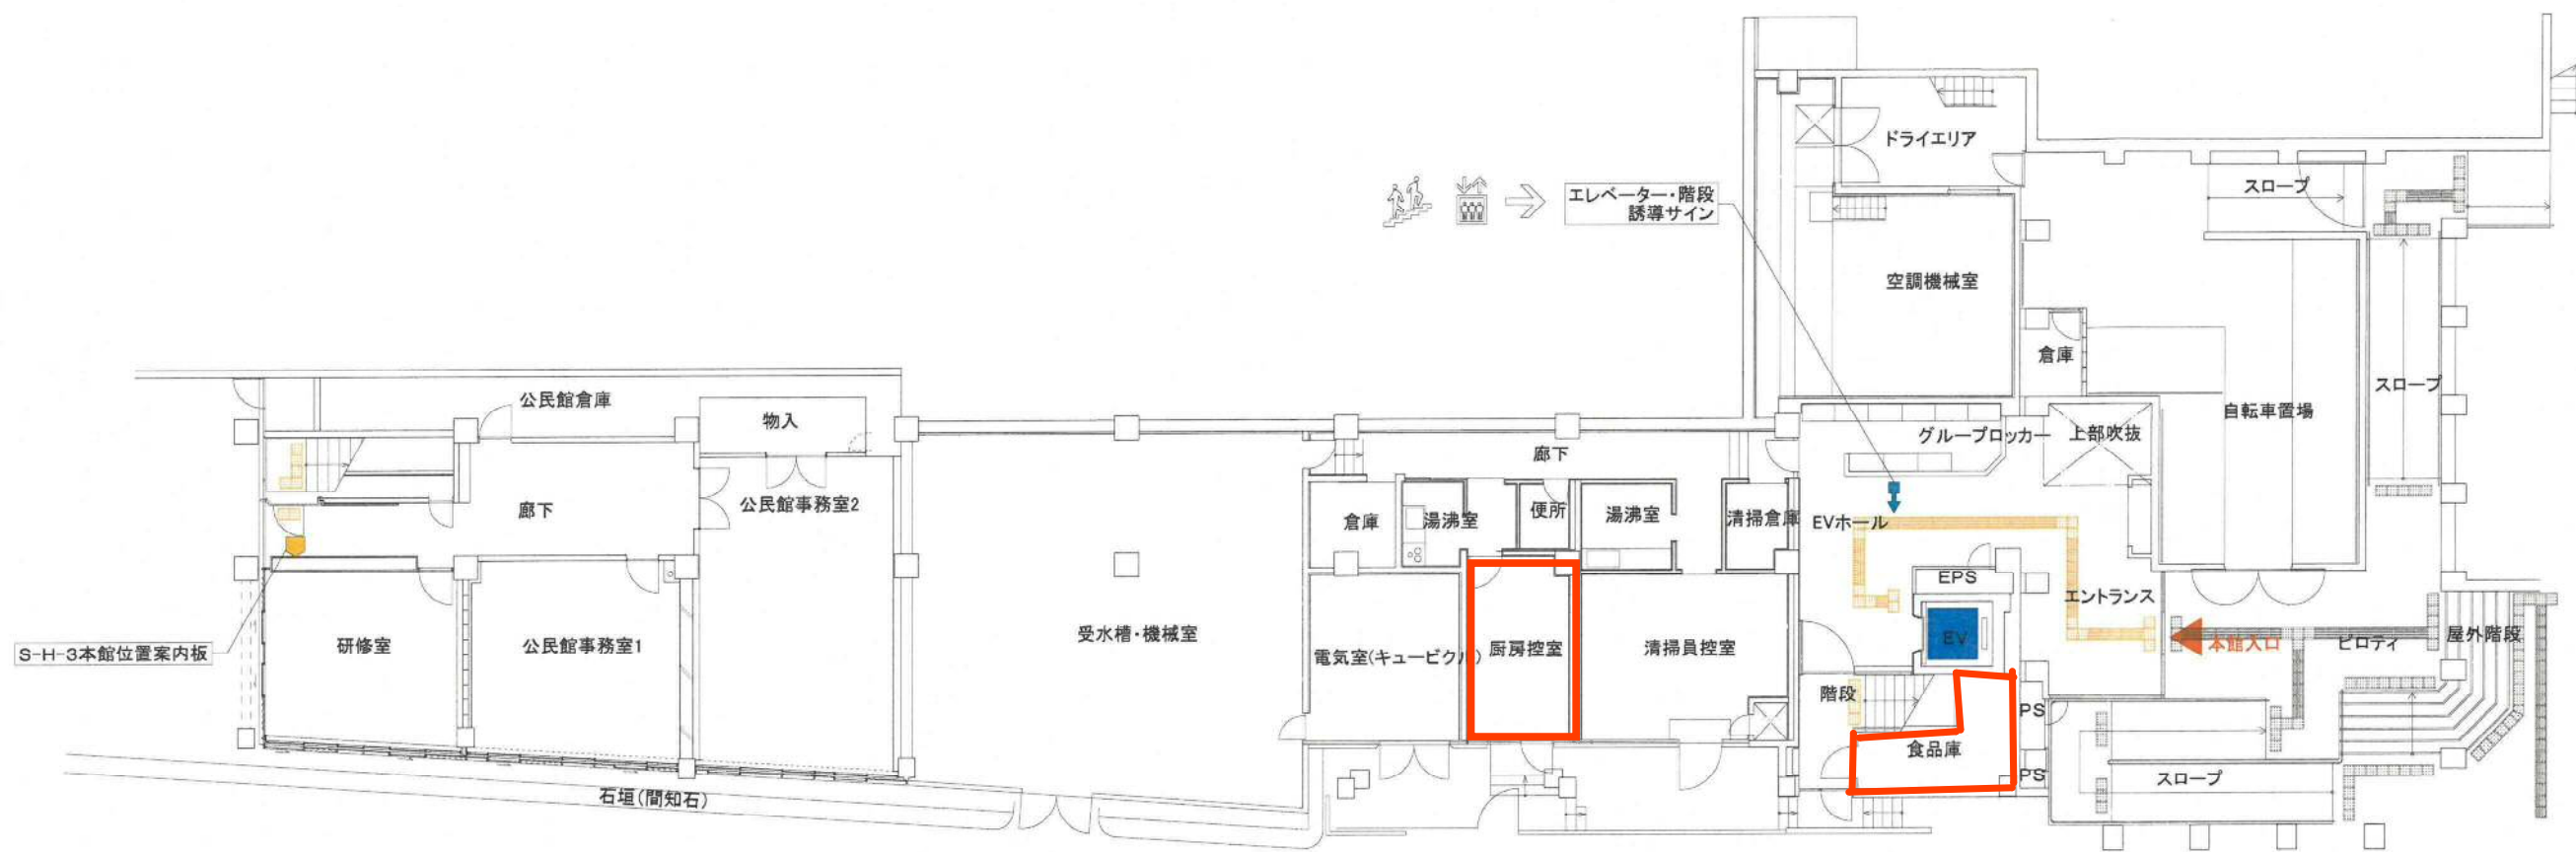 ドライエリア
スロープ
エレベーター・階段
誘導サイン
空調機械室
倉庫
スロープ
自転車置場
公民館倉庫
物入
グループロッカー
上部吹抜
廊下
公民館事務室2
廊下
倉庫
湯沸室
便所
湯沸室
清掃倉庫
EVホール
EPS
エントランス
S-H-3本館位置案内板
研修室
公民館事務室1
受水槽・機械室
電気室(キュービクル)
厨房控室
清掃員控室
EV
本館入口
ピロティ
屋外階段
階段
PS
食品庫
PS
スロープ
石垣(間知石)